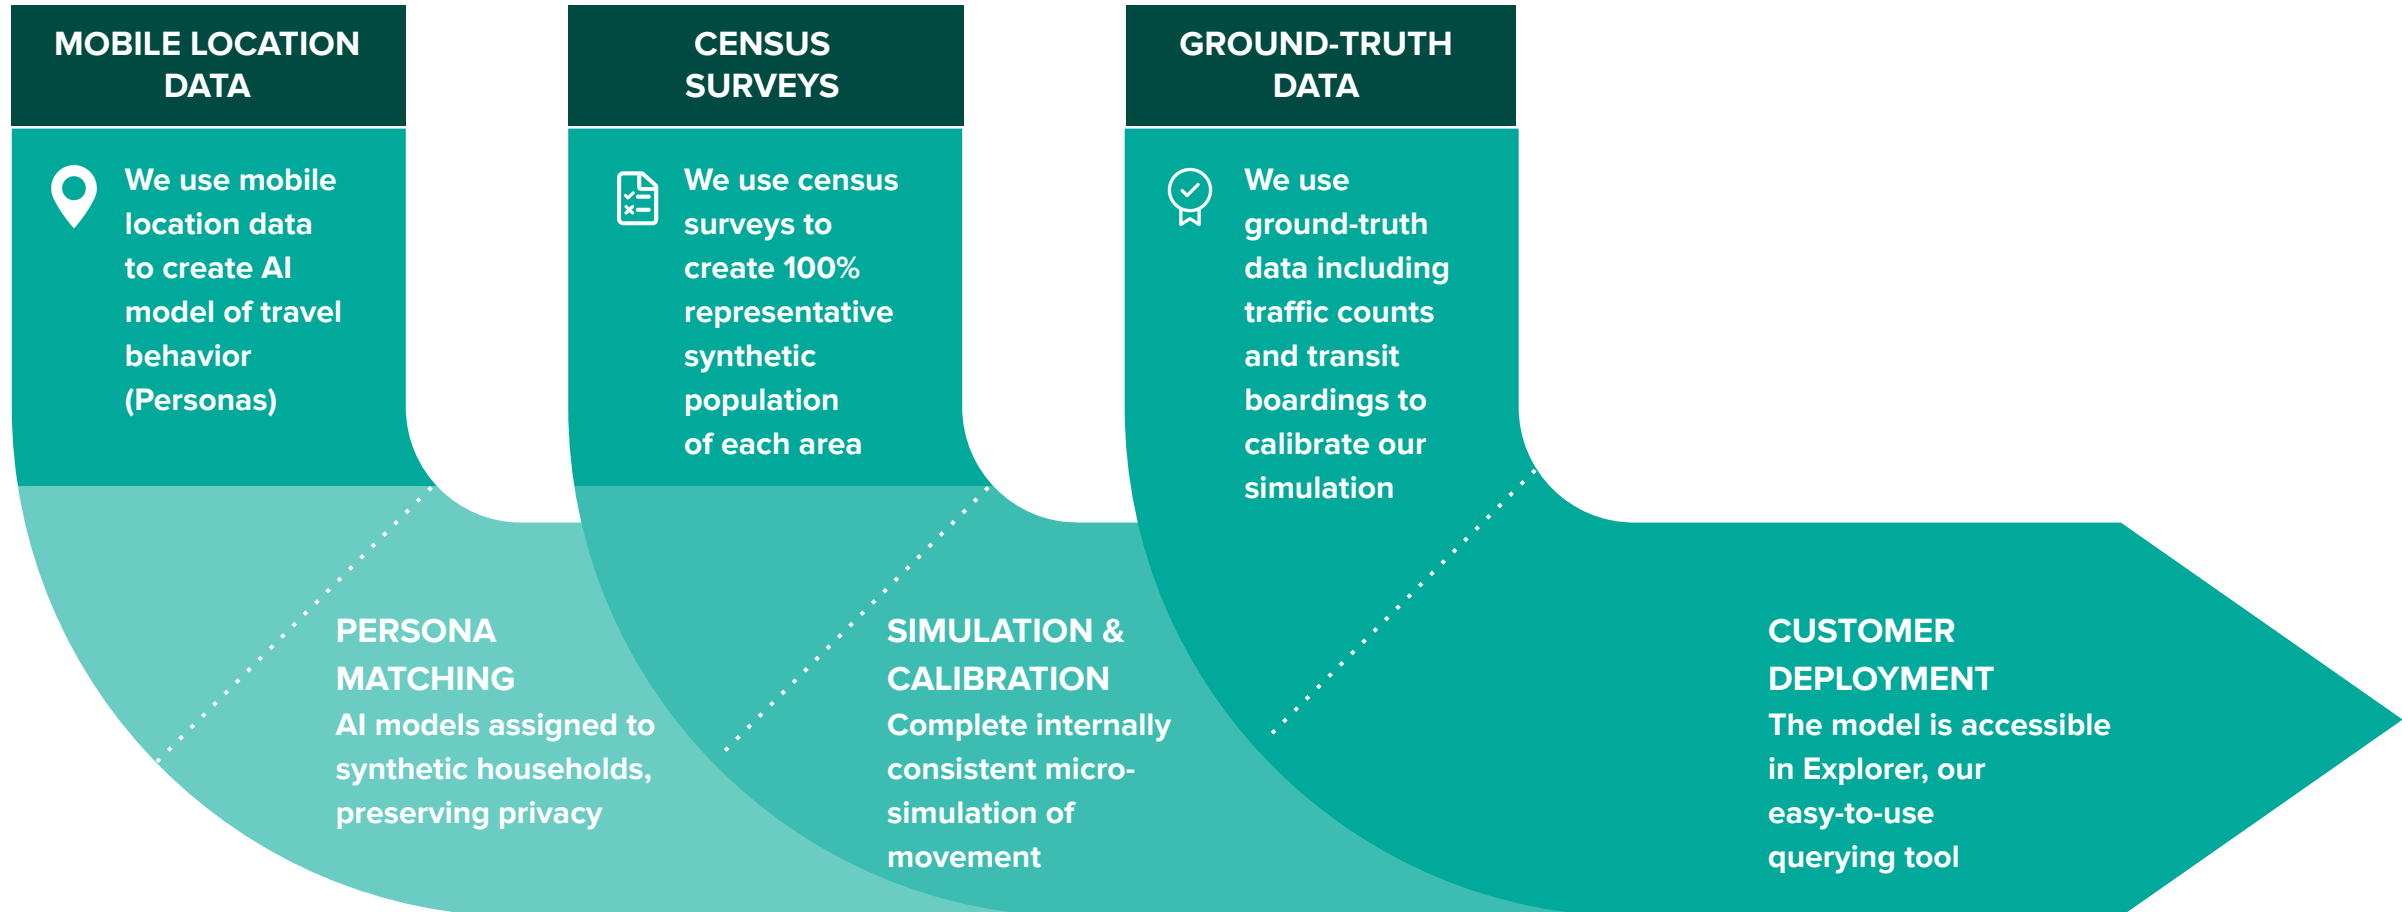 MOBILE LOCATION
DATA
We use mobile
location data
to create AI
model of travel
behavior
(Personas)
CENSUS
SURVEYS
We use census
surveys to
create 100%
representative
synthetic
population
of each area
GROUND-TRUTH
DATA
We use
ground-truth
data including
traffic counts
and transit
boardings to
calibrate our
simulation
PERSONA
MATCHING
AI models assigned to
synthetic households,
preserving privacy
SIMULATION &
CALIBRATION
Complete internally
consistent micro-
simulation of
movement
CUSTOMER
DEPLOYMENT
The model is accessible
in Explorer, our
easy-to-use
querying tool